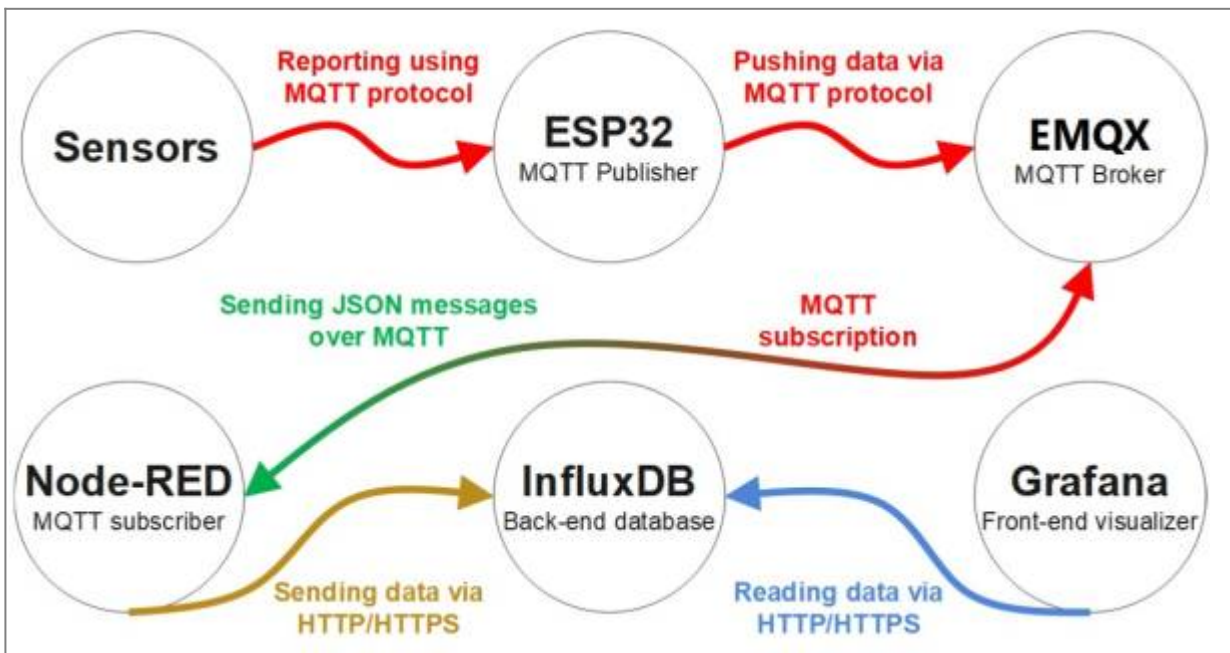 Reporting using
MQTT protocol
Pushing data via
MQTT protocol
Sensors
ESP32
MQTT Publisher
EMQX
MQTT Broker
Sending JSON messages
over MQTT
MQTT
subscription
Node-RED
MQTT subscriber
InfluxDB
Back-end database
Grafana
Front-end visualizer
Sending data via
HTTP/HTTPS
Reading data via
HTTP/HTTPS